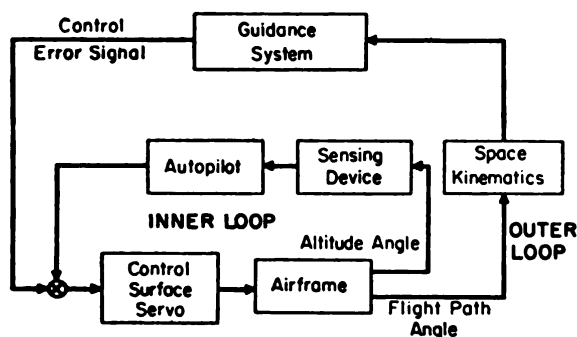 Control
Error Signal
Guidance
System
Autopilot
Sensing
Device
Space
Kinematics
INNER LOOP
Altitude Angle
OUTER
LOOP
Control
Surface
Servo
Airframe
Flight Path
Angle